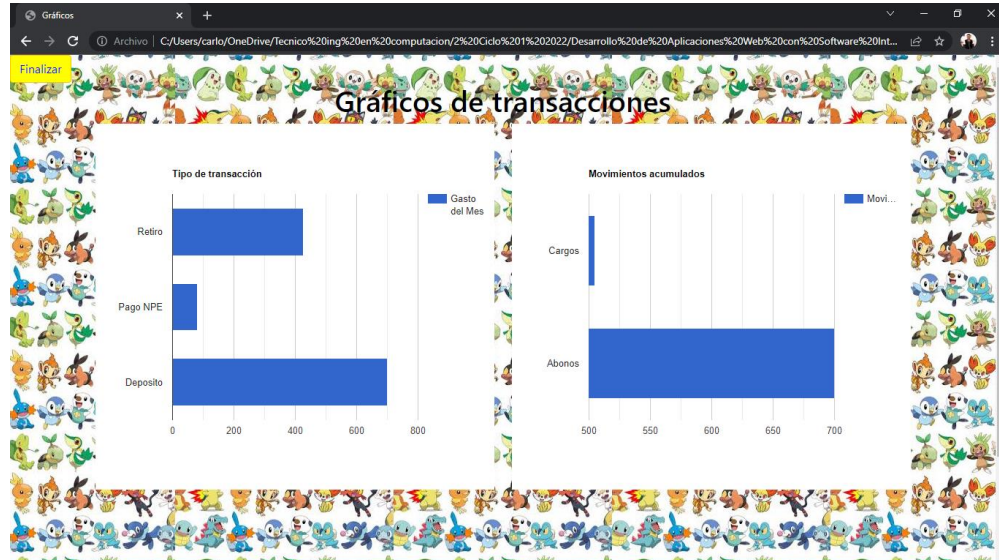 Gráficos
Archivo
C:/Users/carlo/OneDrive/Tecnico%20ing%20en%20computacion/2%20Ciclo%201%202022/Desarrollo%20de%20Aplicaciones%20Web%20con%20Software%20Int...
Finalizar
Gráficos de transacciones
Tipo de transacción
Gasto
del Mes
Retiro
Pago NPE
Deposito
0 200 400 600 800
Movimientos acumulados
Movi...
Cargos
Abonos
500 550 600 650 700